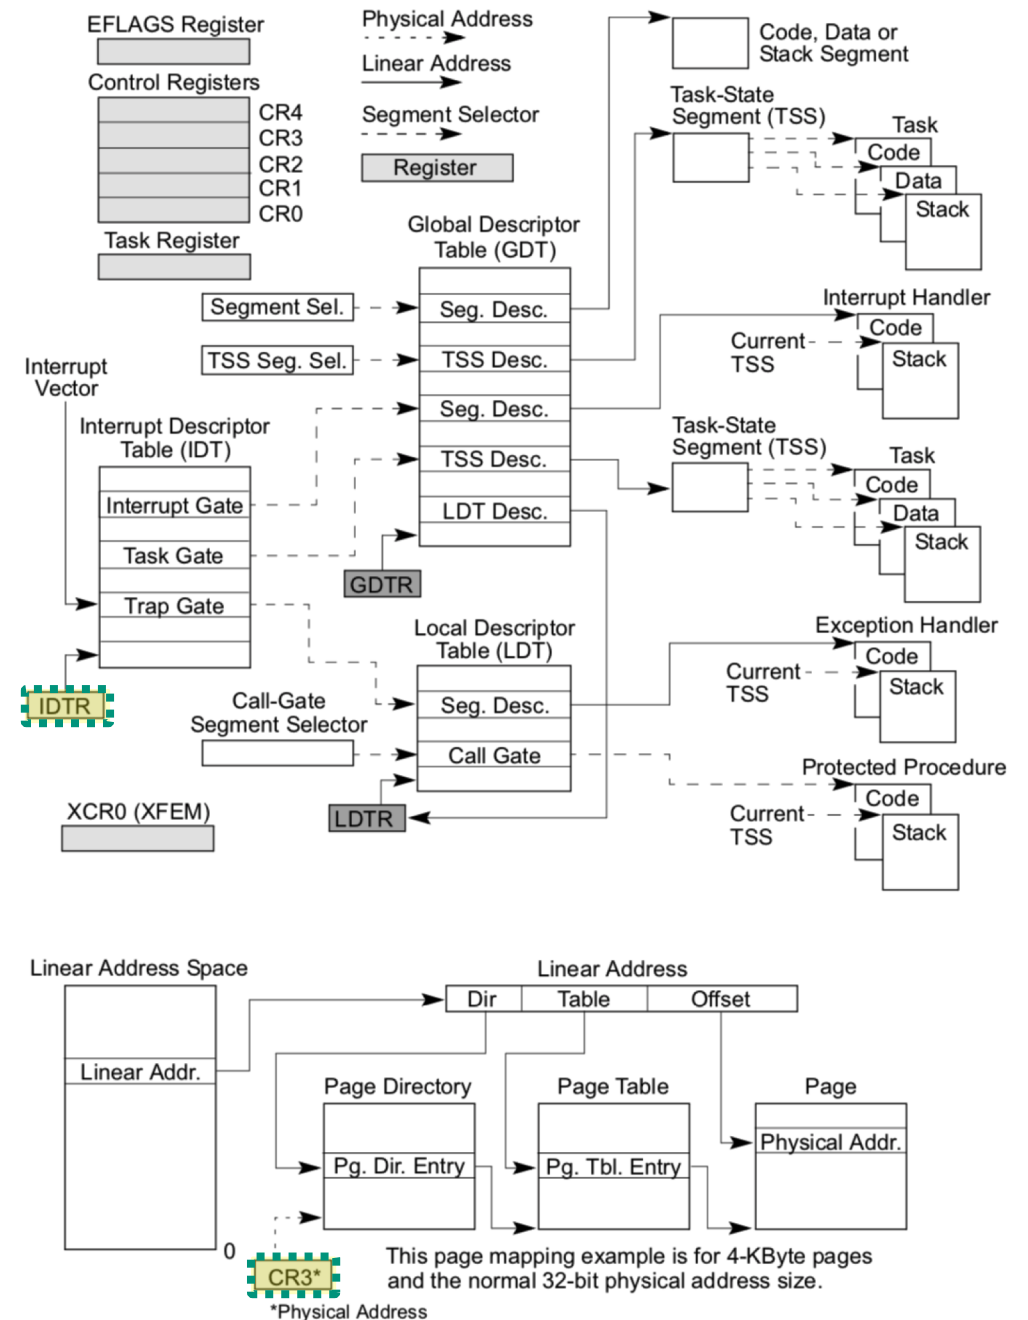 EFLAGS Register
Control Registers
CR4
CR3
CR2
CR1
CR0
Task Register
Physical Address
Linear Address
Segment Selector
Register
Code, Data or
Stack Segment
Task-State
Segment (TSS)
Task
Code
Data
Stack
Global Descriptor
Table (GDT)
Segment Sel.
Seg. Desc.
TSS Seg. Sel.
TSS Desc.
Seg. Desc.
TSS Desc.
LDT Desc.
GDTR
Interrupt Handler
Code
Current
TSS
Stack
Interrupt
Vector
Interrupt Descriptor
Table (IDT)
Interrupt Gate
Task Gate
Trap Gate
IDTR
Task-State
Segment (TSS)
Task
Code
Data
Stack
Local Descriptor
Table (LDT)
Call-Gate
Segment Selector
Seg. Desc.
Call Gate
LDTR
Exception Handler
Code
Current
TSS
Stack
Protected Procedure
Code
Current
TSS
Stack
XCR0 (XFEM)
Linear Address Space
Linear Addr.
0
Linear Address
Dir
Table
Offset
Page Directory
Pg. Dir. Entry
Page Table
Pg. Tbl. Entry
Page
Physical Addr.
CR3*
*Physical Address
This page mapping example is for 4-KByte pages
and the normal 32-bit physical address size.